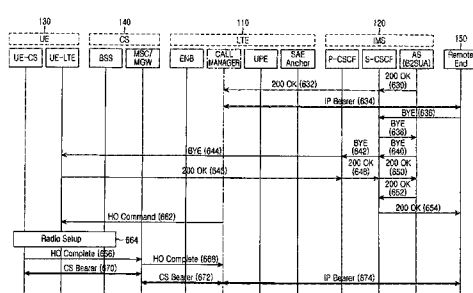 130 140 110 120 150
UE CS LTE IMS
UE-CS UE-LTE BSS MSC/MGW ENB CALL MANAGER UPE SAE Anchor P-CSCF S-CSCF AS (B2SUA) Remote End
200 OK (632) 200 OK (630)
IP Bearer (634)
BYE (636)
BYE (638)
BYE (644) BYE (642) BYE (640)
200 OK (645) 200 OK (648) 200 OK (650)
200 OK (652)
200 OK (654)
HO Command (662)
Radio Setup 664
HO Complete (666) HO Complete (668)
CS Bearer (670) CS Bearer (672) IP Bearer (674)